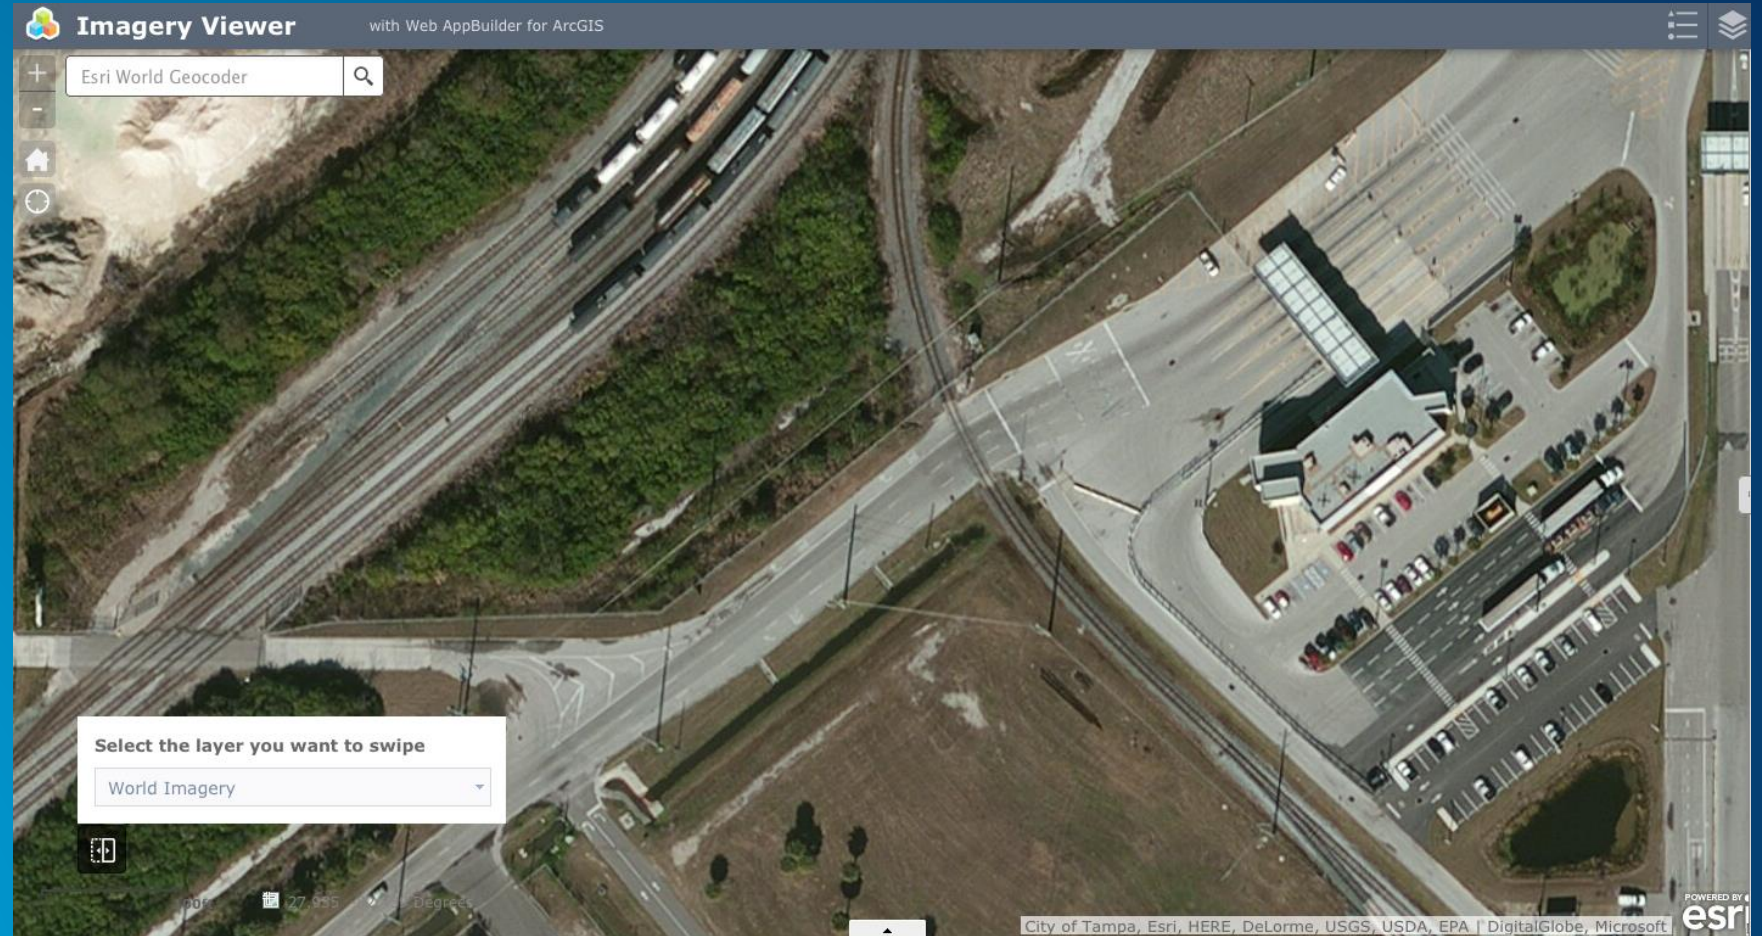 Imagery Viewer
with Web AppBuilder for ArcGIS
+
Esri World Geocoder
-
Select the layer you want to swipe
World Imagery
Degrees
City of Tampa, Esri, HERE, DeLorme, USGS, USDA, EPA | DigitalGlobe, Microsoft
POWERED BY
esri